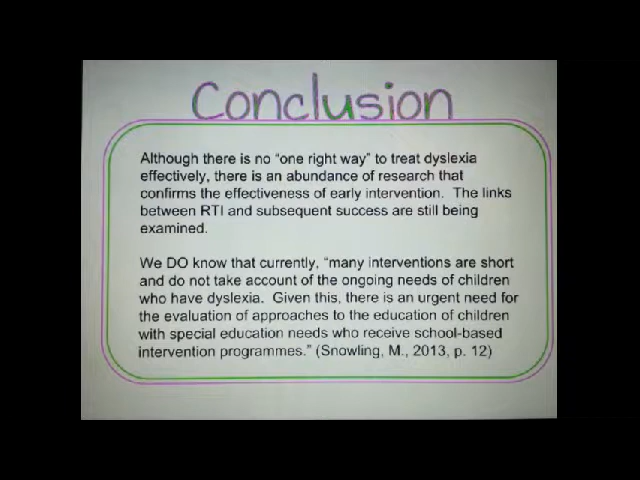 Conclusion
Although there is no "one right way" to treat dyslexia
effectively, there is an abundance of research that
confirms the effectiveness of early intervention.  The links
between RTI and subsequent success are still being
examined.
We DO know that currently, "many interventions are short
and do not take account of the ongoing needs of children
who have dyslexia.  Given this, there is an urgent need for
the evaluation of approaches to the education of children
with special education needs who receive school-based
intervention programmes." (Snowling, M., 2013, p. 12)